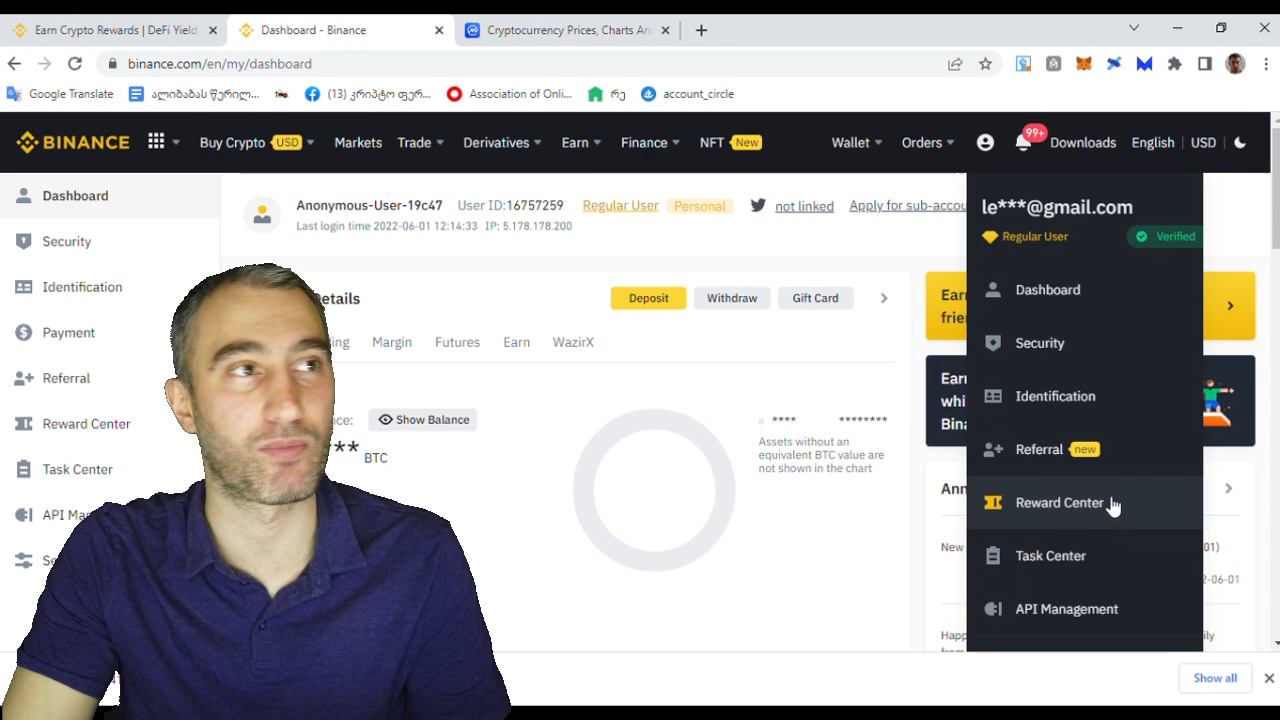 Earn Crypto Rewards | DeFi Yield
Dashboard - Binance
Cryptocurrency Prices, Charts An
binance.com/en/my/dashboard
Google Translate
ალიბაბას წერილ...
(13) კრიპტო ფერ...
Association of Onli...
რე
account_circle
BINANCE
Buy Crypto USD
Markets
Trade
Derivatives
Earn
Finance
NFT New
Wallet
Orders
99+
Downloads
English
USD
Dashboard
Security
Identification
Payment
Referral
Reward Center
Task Center
API Ma
Se
Anonymous-User-19c47 User ID:16757259 Regular User Personal not linked Apply for sub-accou
Last login time 2022-06-01 12:14:33 IP: 5.178.178.200
Details
Deposit
Withdraw
Gift Card
ing
Margin
Futures
Earn
WazirX
nce:
Show Balance
** BTC
**** ********
Assets without an
equivalent BTC value are
not shown in the chart
Ear
frie
Earn
whi
Bina
Ann
New
01)
2-06-01
Happ
ily
from
le***@gmail.com
Regular User
Verified
Dashboard
Security
Identification
Referral new
Reward Center
Task Center
API Management
Show all